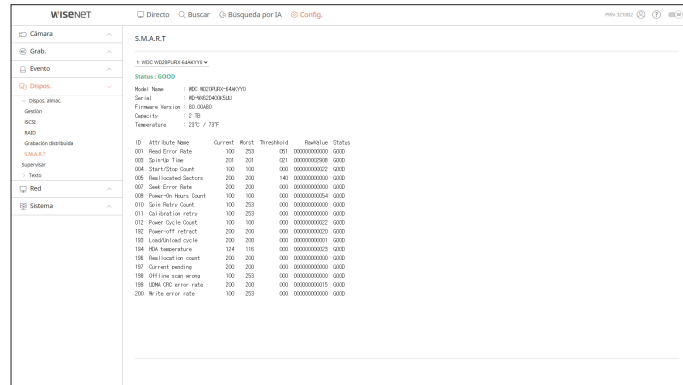 WISENET
Directo Buscar Búsqueda por IA Config.
Cámara
Grab.
Evento
Dispos.
Dispos. almac.
Gestión
iSCSI
RAID
Grabación distribuida
S.M.A.R.T
Supervisar
Texto
Red
Sistema
S.M.A.R.T
Status : GOOD
Serial
Firmware Version : 80.00A80
Capacity : 2 TB
Temperature : 23℃ / 73℉
ID Attribute Name Current Worst Threshhold RawValue Status
001 Read Error Rate 100 253 051 000000000000 GOOD
003 Spin-Up Time 201 201 021 000000002908 GOOD
004 Start/Stop Count 100 100 000 000000000022 GOOD
005 Reallocated Sectors 200 200 140 000000000000 GOOD
007 Seek Error Rate 200 200 000 000000000000 GOOD
009 Power-On Hours Count 100 100 000 000000000054 GOOD
010 Spin Retry Count 100 253 000 000000000000 GOOD
011 Calibration retry 100 253 000 000000000000 GOOD
012 Power Cycle Count 100 100 000 000000000022 GOOD
192 Power-off retract 200 200 000 000000000020 GOOD
193 Load/Unload cycle 200 200 000 000000000001 GOOD
194 HDA temperature 124 116 000 000000000023 GOOD
196 Reallocation count 200 200 000 000000000000 GOOD
197 Current pending 200 200 000 000000000000 GOOD
198 Offline scan wrong 100 253 000 000000000000 GOOD
199 UDMA CRC error rate 200 200 000 000000000015 GOOD
200 Write error rate 100 253 000 000000000000 GOOD